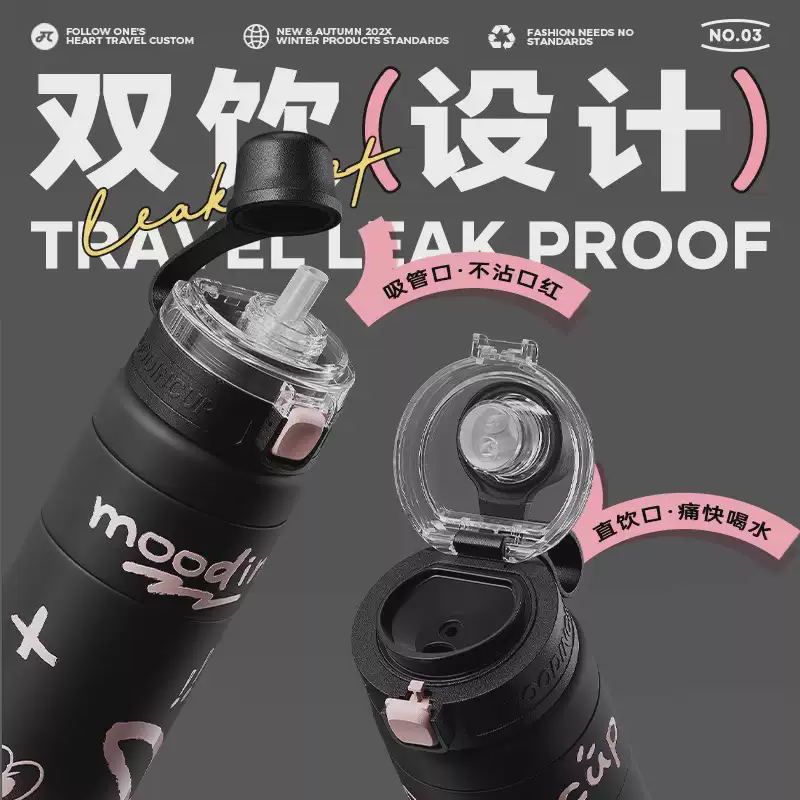 FOLLOW ONE'S
HEART TRAVEL CUSTOM
NEW & AUTUMN 202X
WINTER PRODUCTS STANDARDS
FASHION NEEDS NO
STANDARDS
NO.03
双饮(设计)
TRAVEL LEAK PROOF
吸管口·不沾口红
直饮口·痛快喝水